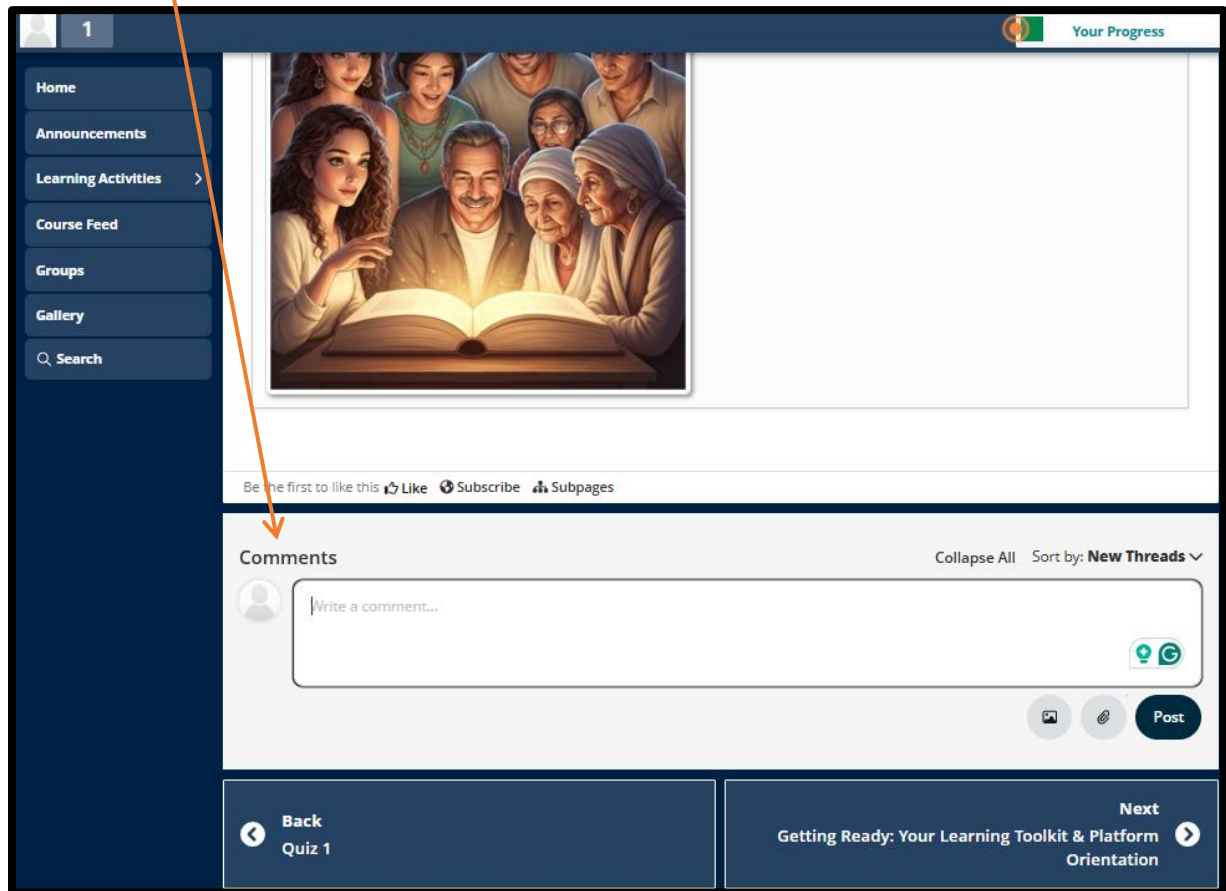 1
Your Progress
Home
Announcements
Learning Activities
Course Feed
Groups
Gallery
Search
Be the first to like this Like Subscribe Subpages
Comments
Collapse All Sort by: New Threads
Write a comment...
G
Post
Back
Quiz 1
Next
Getting Ready: Your Learning Toolkit & Platform
Orientation